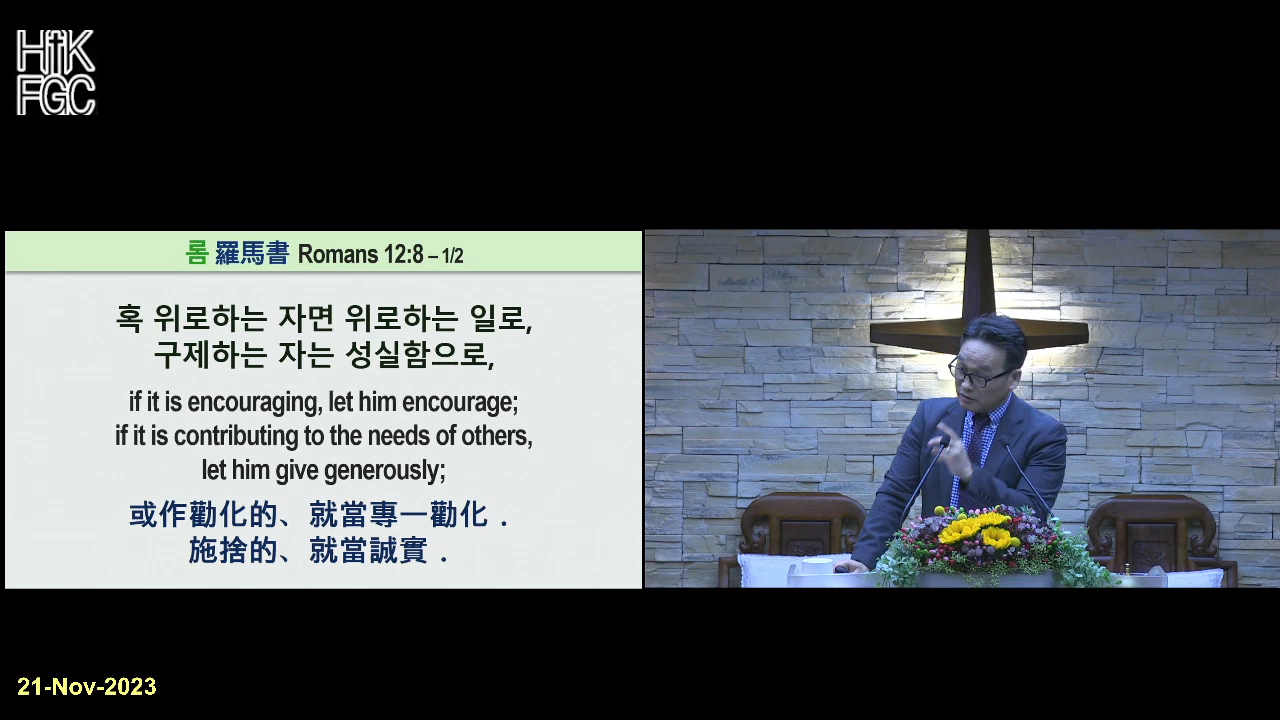 HfK
FGC
롬 羅馬書 Romans 12:8 – 1/2
혹 위로하는 자면 위로하는 일로,
구제하는 자는 성실함으로,
if it is encouraging, let him encourage;
if it is contributing to the needs of others,
let him give generously;
或作勸化的、就當專一勸化．
施捨的、就當誠實．
21-Nov-2023